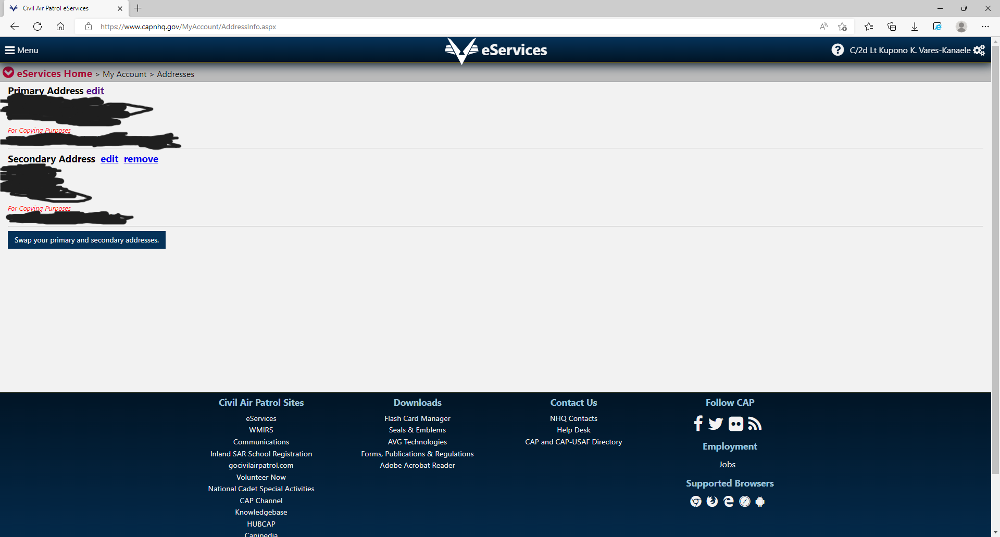 Civil Air Patrol eServices
https://www.capnhq.gov/MyAccount/AddressInfo.aspx
Menu
eServices
C/2d Lt Kupono K. Vares-Kanaele
eServices Home > My Account > Addresses
Primary Address edit
For Copying Purposes
Secondary Address edit remove
For Copying Purposes
Swap your primary and secondary addresses.
Civil Air Patrol Sites
eServices
WMIRS
Communications
Inland SAR School Registration
gocivilairpatrol.com
Volunteer Now
National Cadet Special Activities
CAP Channel
Knowledgebase
HUBCAP
Capipedia
Downloads
Flash Card Manager
Seals & Emblems
AVG Technologies
Forms, Publications & Regulations
Adobe Acrobat Reader
Contact Us
NHQ Contacts
Help Desk
CAP and CAP-USAF Directory
Follow CAP
Employment
Jobs
Supported Browsers